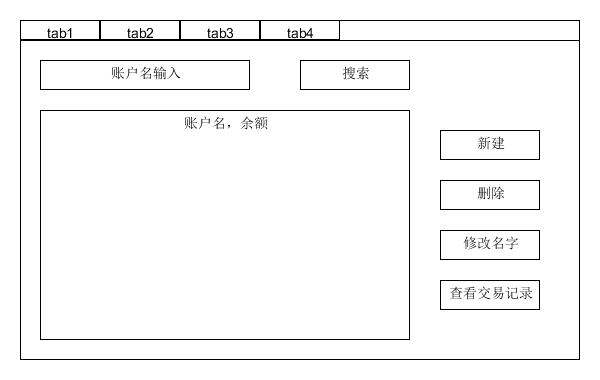 tab1 tab2 tab3 tab4
账户名输入 搜索
账户名，余额
新建
删除
修改名字
查看交易记录